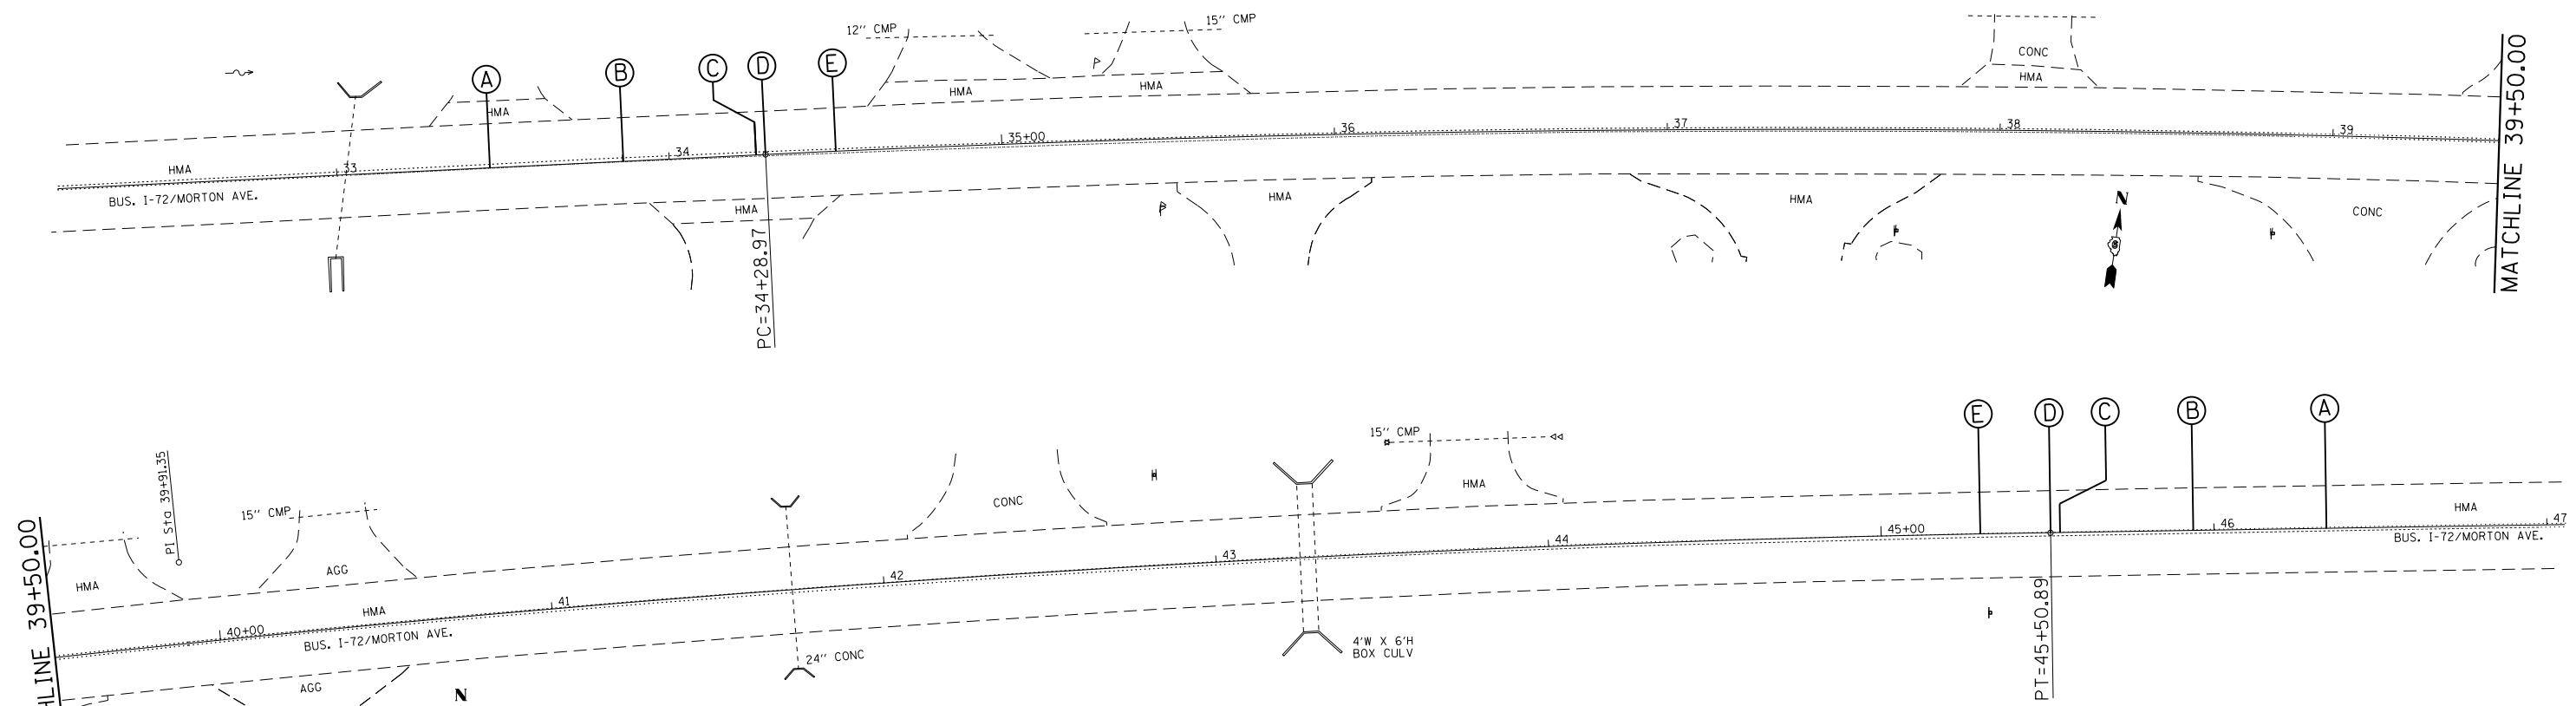 12" CMP
15" CMP
A
B
C
D
E
HMA
HMA
HMA
CONC
HMA
MATCHLINE 39+50.00
33
34
35+00
36
37
38
39
HMA
BUS. I-72/MORTON AVE.
HMA
HMA
HMA
CONC
N
PC=34+28.97
E
D
C
B
A
15" CMP
PI Sta 39+91.35
15" CMP
HMA
CONC
HMA
HLINE 39+50.00
HMA
AGG
HMA
40+00
41
42
43
44
45+00
46
47
BUS. I-72/MORTON AVE.
BUS. I-72/MORTON AVE.
AGG
N
24" CONC
4'W X 6'H
BOX CULV
PT=45+50.89